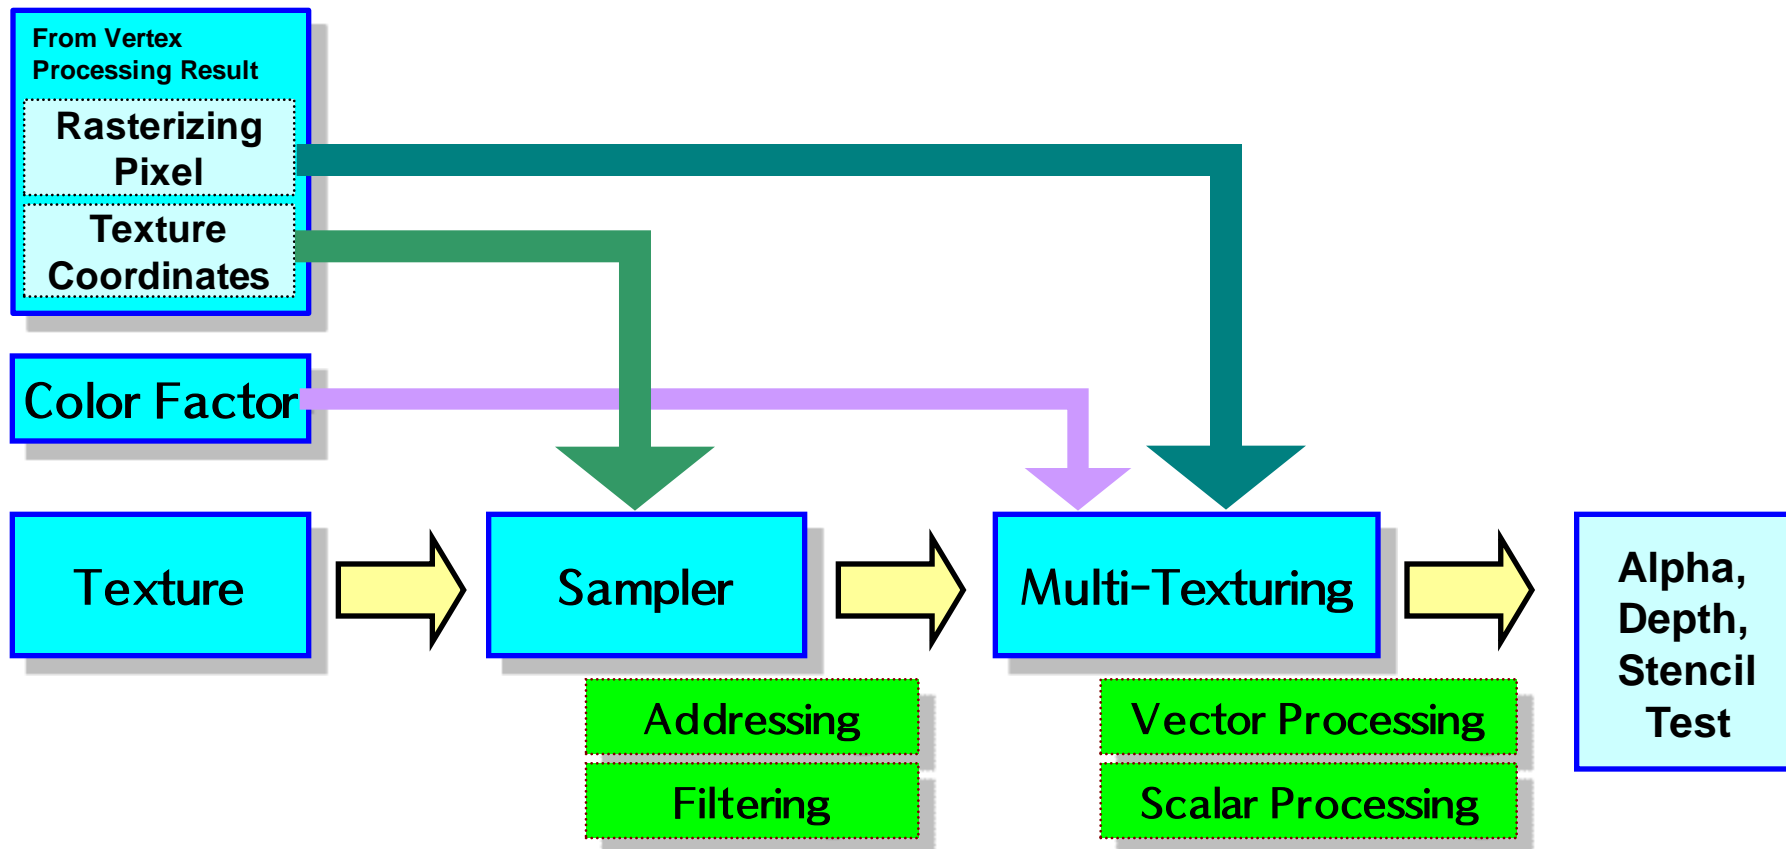 From Vertex
Processing Result
Rasterizing
Pixel
Texture
Coordinates
Color Factor
Texture
Sampler
Multi-Texturing
Alpha,
Depth,
Stencil
Test
Addressing
Filtering
Vector Processing
Scalar Processing